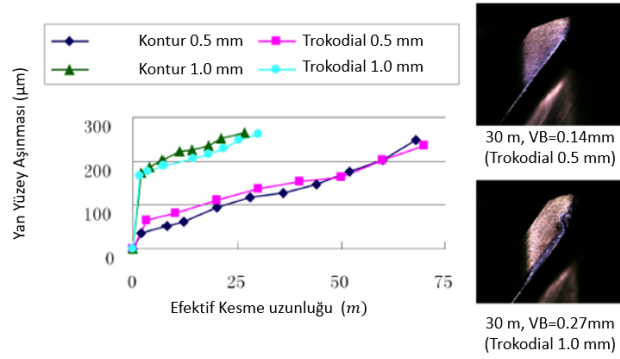 Kontur 0.5 mm
Trokodial 0.5 mm
Kontur 1.0 mm
Trokodial 1.0 mm
Yan Yüzey Aşınması (μm)
300
200
100
0
0
25
50
75
Efektif Kesme uzunluğu (m)
30 m, VB=0.14mm
(Trokodial 0.5 mm)
30 m, VB=0.27mm
(Trokodial 1.0 mm)